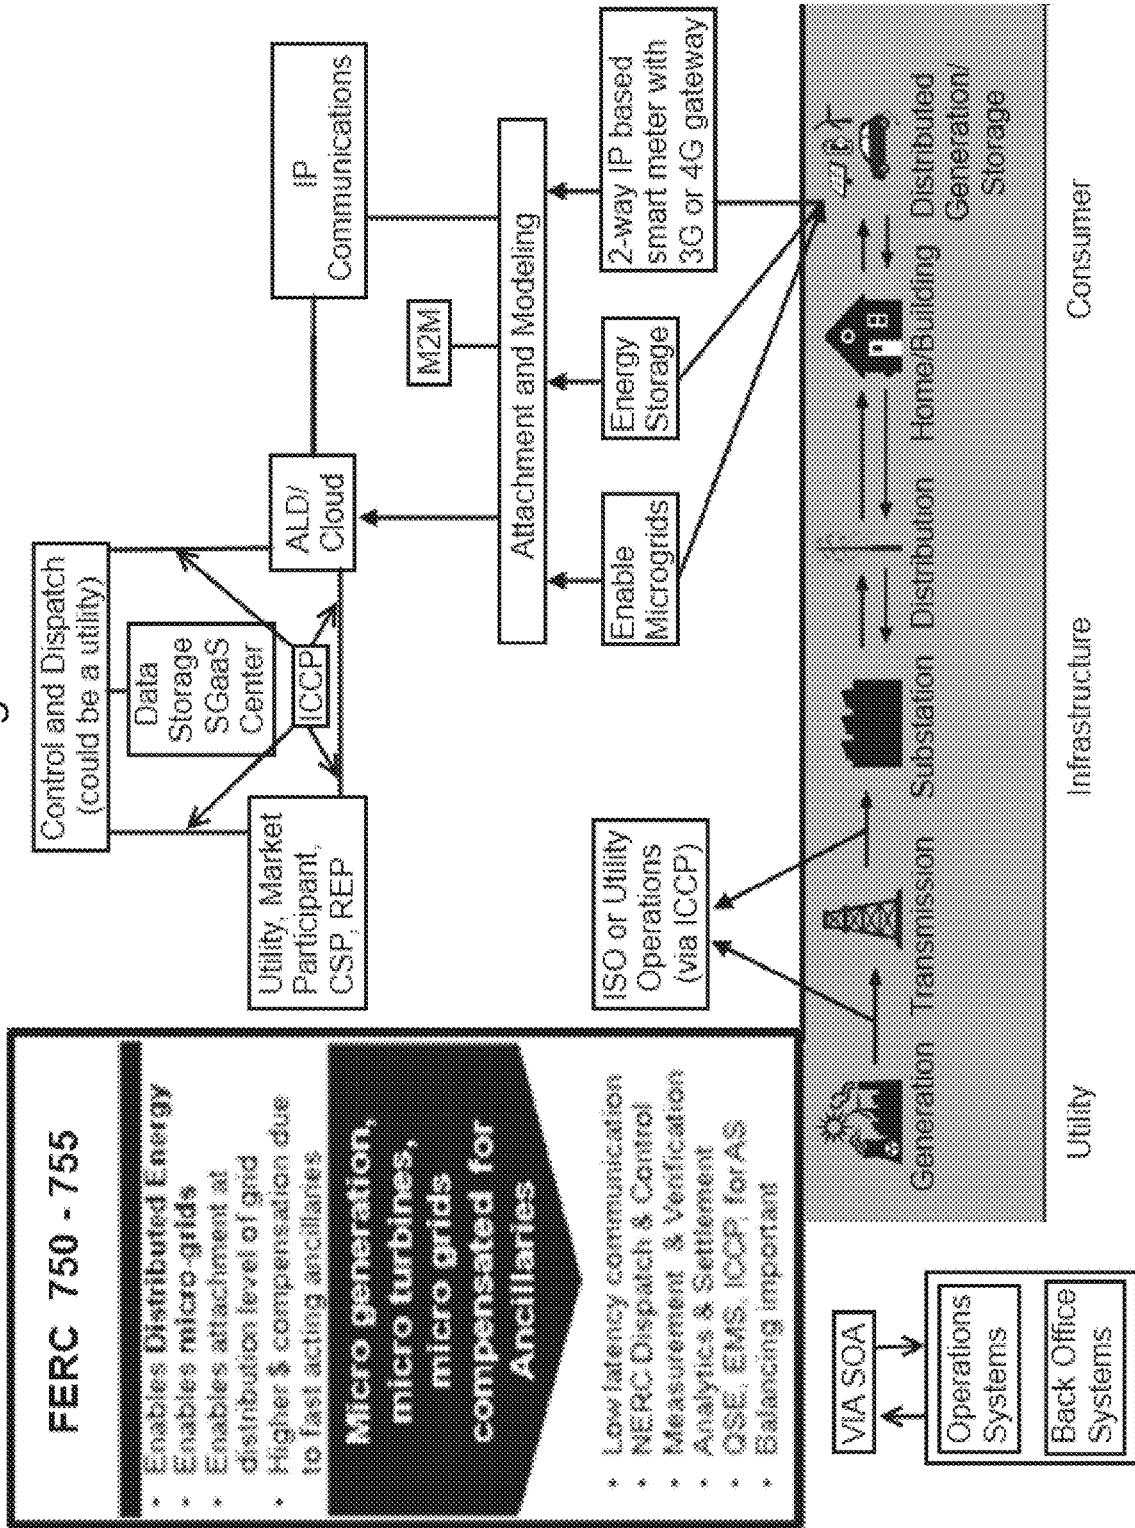 FERC 750 - 755
• Enables Distributed Energy
• Enables micro-grids
• Enables attachment at
distribution level of grid
• Higher $ compensation due
to fast acting ancillaries
Micro generation,
micro turbines,
micro grids
compensated for
Ancillaries
• Low latency communication
• NERC Dispatch & Control
• Measurement & Verification
• Analytics & Settlement
• QSE, EMS, ICCP, for AS
• Balancing important
Control and Dispatch
(could be a utility)
Data
Storage
SGaaS
Center
ICCP
Utility, Market
Participant,
CSP, REP
ALD/
Cloud
IP
Communications
M2M
Attachment and Modeling
ISO or Utility
Operations
(via ICCP)
Enable
Microgrids
Energy
Storage
2-way IP based
smart meter with
3G or 4G gateway
Generation Transmission Substation Distribution Home/Building Distributed
Generation/
Storage
Utility Infrastructure Consumer
VIA SOA
Operations
Systems
Back Office
Systems